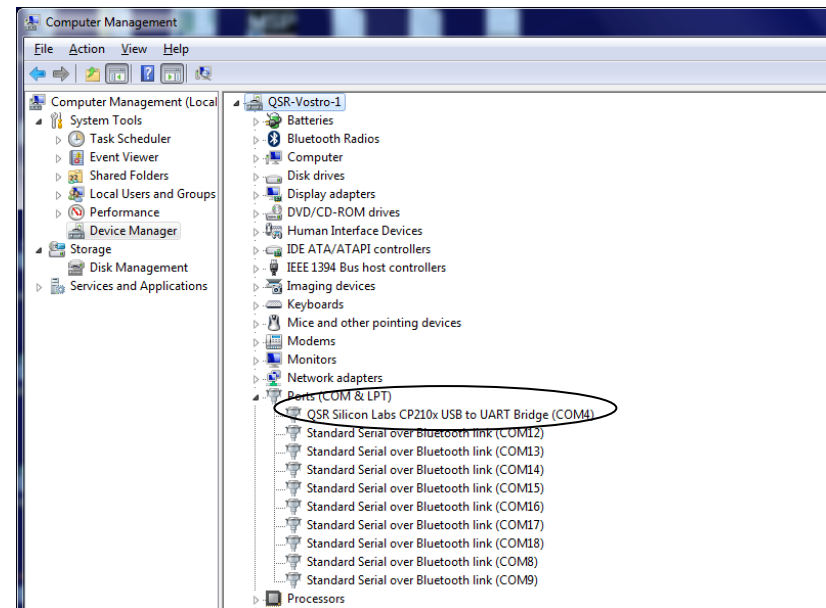 Computer Management
File Action View Help
Computer Management (Local
System Tools
Task Scheduler
Event Viewer
Shared Folders
Local Users and Groups
Performance
Device Manager
Storage
Disk Management
Services and Applications
QSR-Vostro-1
Batteries
Bluetooth Radios
Computer
Disk drives
Display adapters
DVD/CD-ROM drives
Human Interface Devices
IDE ATA/ATAPI controllers
IEEE 1394 Bus host controllers
Imaging devices
Keyboards
Mice and other pointing devices
Modems
Monitors
Network adapters
Ports (COM & LPT)
QSR Silicon Labs CP210x USB to UART Bridge (COM4)
Standard Serial over Bluetooth link (COM12)
Standard Serial over Bluetooth link (COM13)
Standard Serial over Bluetooth link (COM14)
Standard Serial over Bluetooth link (COM15)
Standard Serial over Bluetooth link (COM16)
Standard Serial over Bluetooth link (COM17)
Standard Serial over Bluetooth link (COM18)
Standard Serial over Bluetooth link (COM8)
Standard Serial over Bluetooth link (COM9)
Processors